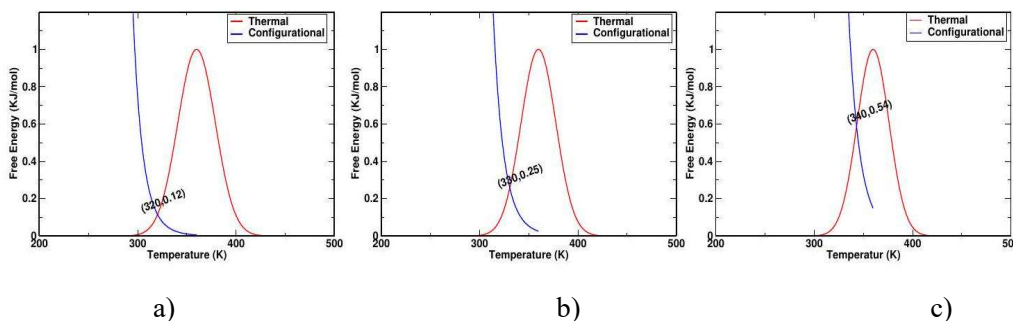 Thermal
Configurational
Free Energy (KJ/mol)
1
0.8
0.6
0.4
0.2
0
(320,0.12)
200
300
400
500
Temperature (K)
a)
Thermal
Configurational
Free Energy (KJ/mol)
1
0.8
0.6
0.4
0.2
0
(330,0.25)
200
300
400
500
Temperature (K)
b)
Thermal
Configurational
Free Energy (KJ/mol)
1
0.8
0.6
0.4
0.2
0
(340,0.54)
200
300
400
Temperatur (K)
c)